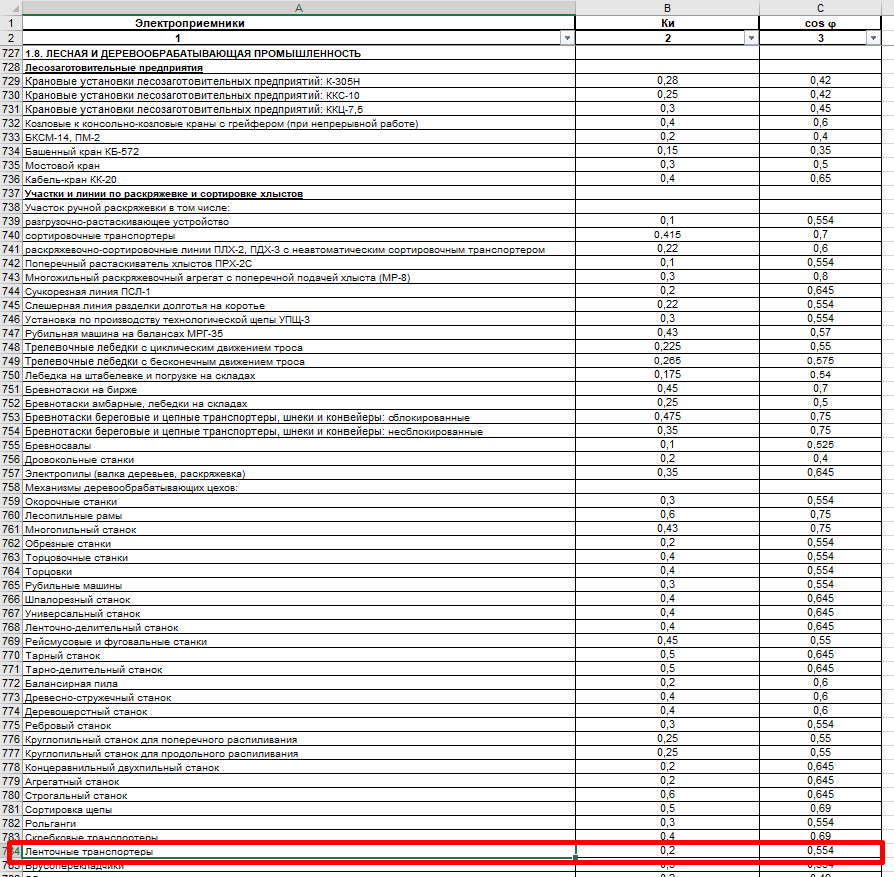 A B C
1 Электроприемники Ки cos φ
2 1 2 3
727 1.8. ЛЕСНАЯ И ДЕРЕВООБРАБАТЫВАЮЩАЯ ПРОМЫШЛЕННОСТЬ
728 Лесозаготовительные предприятия
729 Крановые установки лесозаготовительных предприятий: К-305Н 0,28 0,42
730 Крановые установки лесозаготовительных предприятий: ККС-10 0,25 0,42
731 Крановые установки лесозаготовительных предприятий: ККЦ-7,5 0,3 0,45
732 Козловые к консольно-козловые краны с грейфером (при непрерывной работе) 0,4 0,6
733 БКСМ-14, ПМ-2 0,2 0,4
734 Башенный кран КБ-572 0,15 0,35
735 Мостовой кран 0,3 0,5
736 Кабель-кран КК-20 0,4 0,65
737 Участки и линии по раскряжевке и сортировке хлыстов
738 Участок ручной раскряжевки в том числе:
739 разгрузочно-растаскивающее устройство 0,1 0,554
740 сортировочные транспортеры 0,415 0,7
741 раскряжевочно-сортировочные линии ПЛХ-2, ПДХ-3 с неавтоматическим сортировочным транспортером 0,22 0,6
742 Поперечный растаскиватель хлыстов ПРХ-2С 0,1 0,554
743 Многожильный раскряжевочный агрегат с поперечной подачей хлыста (МР-8) 0,3 0,8
744 Сучкорезная линия ПСЛ-1 0,2 0,645
745 Слешерная линия разделки долготья на коротье 0,22 0,554
746 Установка по производству технологической щепы УПЩ-3 0,3 0,554
747 Рубильная машина на балансах МРГ-35 0,43 0,57
748 Трелевочные лебедки с циклическим движением троса 0,225 0,55
749 Трелевочные лебедки с бесконечным движением троса 0,265 0,575
750 Лебедка на штабелевке и погрузке на складах 0,175 0,54
751 Бревнотаски на бирже 0,45 0,7
752 Бревнотаски амбарные, лебедки на складах 0,25 0,5
753 Бревнотаски береговые и цепные транспортеры, шнеки и конвейеры: сблокированные 0,475 0,75
754 Бревнотаски береговые и цепные транспортеры, шнеки и конвейеры: несблокированные 0,35 0,75
755 Бревносвалы 0,1 0,525
756 Дровокольные станки 0,2 0,4
757 Электропилы (валка деревьев, раскряжевка) 0,35 0,645
758 Механизмы деревообрабатывающих цехов:
759 Окорочные станки 0,3 0,554
760 Лесопильные рамы 0,6 0,75
761 Многопильный станок 0,43 0,75
762 Обрезные станки 0,2 0,554
763 Торцовочные станки 0,4 0,554
764 Торцовки 0,4 0,554
765 Рубильные машины 0,3 0,554
766 Шпалорезный станок 0,4 0,645
767 Универсальный станок 0,4 0,645
768 Ленточно-делительный станок 0,4 0,645
769 Рейсмусовые и фуговальные станки 0,45 0,55
770 Тарный станок 0,5 0,645
771 Тарно-делительный станок 0,5 0,645
772 Балансирная пила 0,2 0,6
773 Древесно-стружечный станок 0,4 0,6
774 Деревошерстный станок 0,4 0,6
775 Ребровый станок 0,3 0,554
776 Круглопильный станок для поперечного распиливания 0,25 0,55
777 Круглопильный станок для продольного распиливания 0,25 0,55
778 Концеравнильный двухпильный станок 0,2 0,645
779 Агрегатный станок 0,2 0,645
780 Строгальный станок 0,6 0,645
781 Сортировка щепы 0,5 0,69
782 Рольганги 0,3 0,554
783 Скребковые транспортеры 0,4 0,69
784 Ленточные транспортеры 0,2 0,554
785 Брусоперекладчики